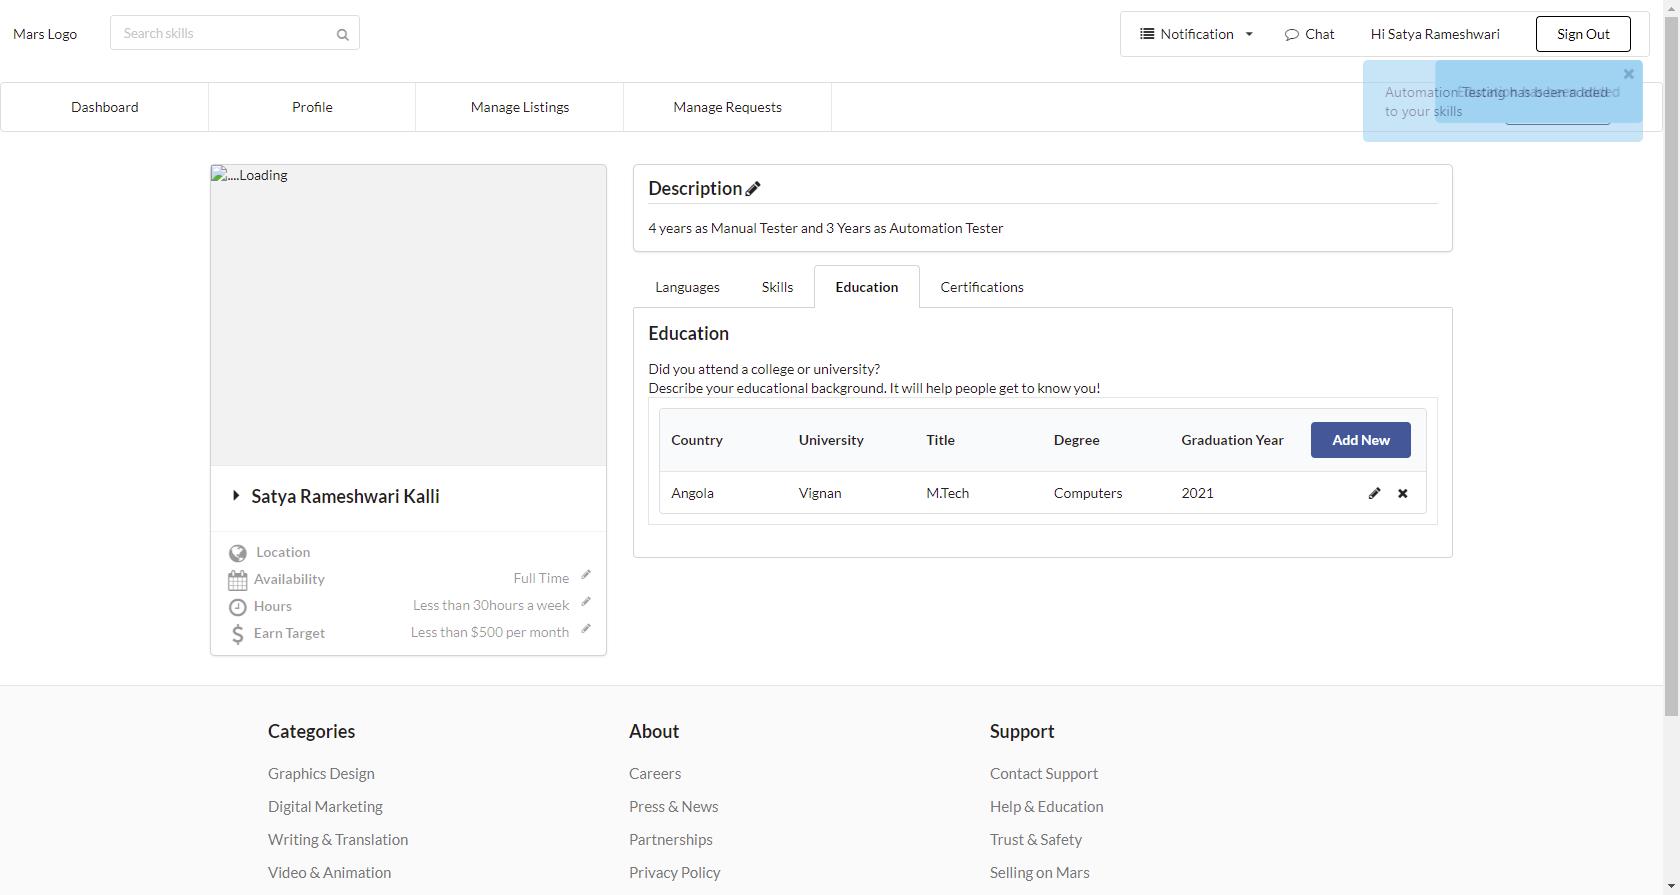 Mars Logo
Search skills
Notification
Chat
Hi Satya Rameshwari
Sign Out
Dashboard
Profile
Manage Listings
Manage Requests
Automation Testing has been added
to your skills
Education has been added
....Loading
Satya Rameshwari Kalli
Location
Availability Full Time
Hours Less than 30hours a week
Earn Target Less than $500 per month
Description
4 years as Manual Tester and 3 Years as Automation Tester
Languages Skills Education Certifications
Education
Did you attend a college or university?
Describe your educational background. It will help people get to know you!
Country University Title Degree Graduation Year Add New
Angola Vignan M.Tech Computers 2021
Categories
Graphics Design
Digital Marketing
Writing & Translation
Video & Animation
About
Careers
Press & News
Partnerships
Privacy Policy
Support
Contact Support
Help & Education
Trust & Safety
Selling on Mars